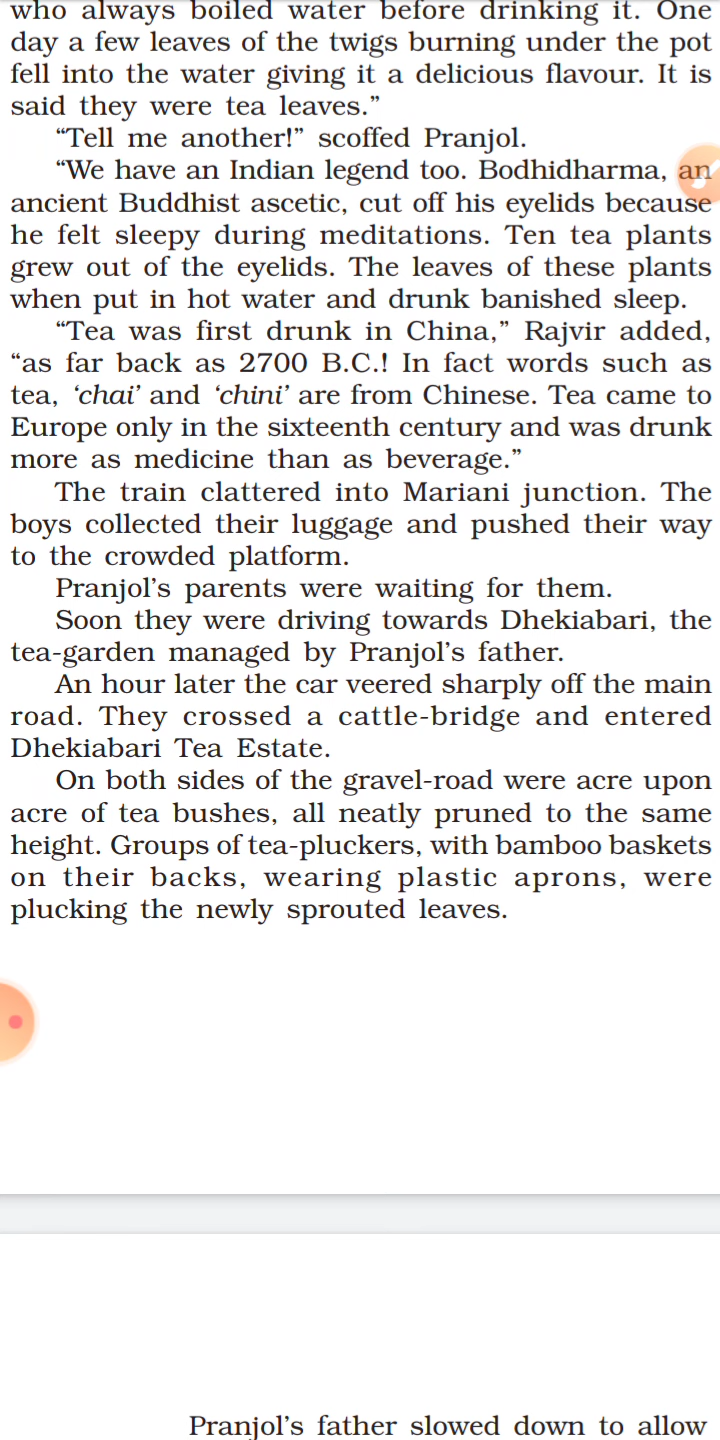 who always boiled water before drinking it. One
day a few leaves of the twigs burning under the pot
fell into the water giving it a delicious flavour. It is
said they were tea leaves.”
“Tell me another!” scoffed Pranjol.
“We have an Indian legend too. Bodhidharma, an
ancient Buddhist ascetic, cut off his eyelids because
he felt sleepy during meditations. Ten tea plants
grew out of the eyelids. The leaves of these plants
when put in hot water and drunk banished sleep.
“Tea was first drunk in China,” Rajvir added,
“as far back as 2700 B.C.! In fact words such as
tea, ‘chai’ and ‘chini’ are from Chinese. Tea came to
Europe only in the sixteenth century and was drunk
more as medicine than as beverage.”
The train clattered into Mariani junction. The
boys collected their luggage and pushed their way
to the crowded platform.
Pranjol’s parents were waiting for them.
Soon they were driving towards Dhekiabari, the
tea-garden managed by Pranjol’s father.
An hour later the car veered sharply off the main
road. They crossed a cattle-bridge and entered
Dhekiabari Tea Estate.
On both sides of the gravel-road were acre upon
acre of tea bushes, all neatly pruned to the same
height. Groups of tea-pluckers, with bamboo baskets
on their backs, wearing plastic aprons, were
plucking the newly sprouted leaves.
Pranjol’s father slowed down to allow